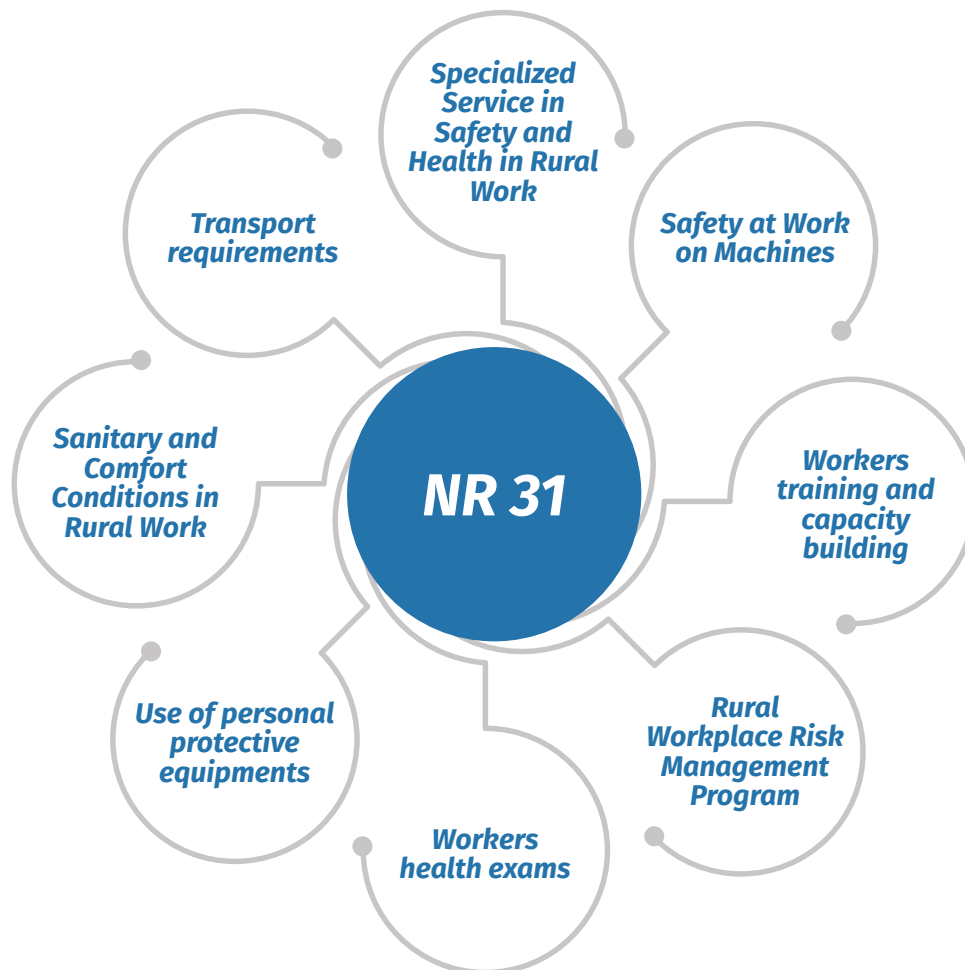 Specialized
Service in
Safety and
Health in Rural
Work
Transport
requirements
Safety at Work
on Machines
Sanitary and
Comfort
Conditions in
Rural Work
NR 31
Workers
training and
capacity
building
Use of personal
protective
equipments
Rural
Workplace Risk
Management
Program
Workers
health exams